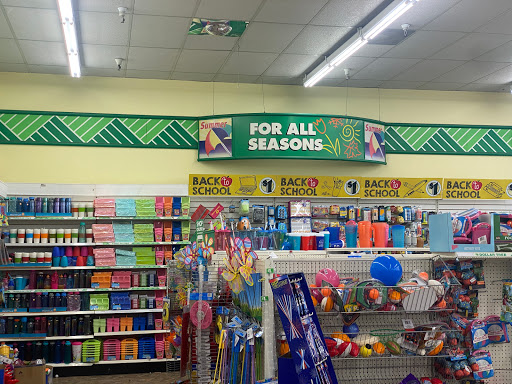 Summer
FOR ALL
SEASONS
Summer
BACK to SCHOOL $1
BACK to SCHOOL $1
BACK to SCHOOL $1
BACK to SCHOOL